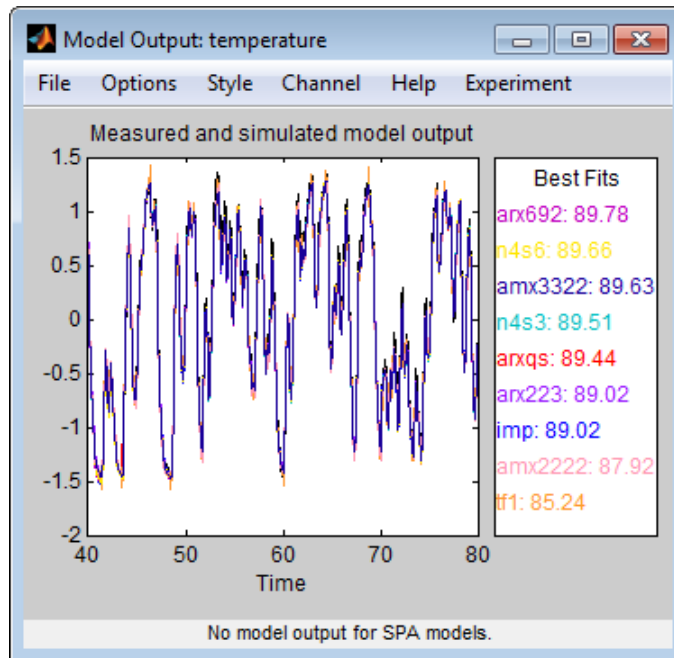 Model Output: temperature
File Options Style Channel Help Experiment
Measured and simulated model output
1.5
1
0.5
0
-0.5
-1
-1.5
-2
40 50 60 70 80
Time
Best Fits
arx692: 89.78
n4s6: 89.66
amx3322: 89.63
n4s3: 89.51
arxqs: 89.44
arx223: 89.02
imp: 89.02
amx2222: 87.92
tf1: 85.24
No model output for SPA models.